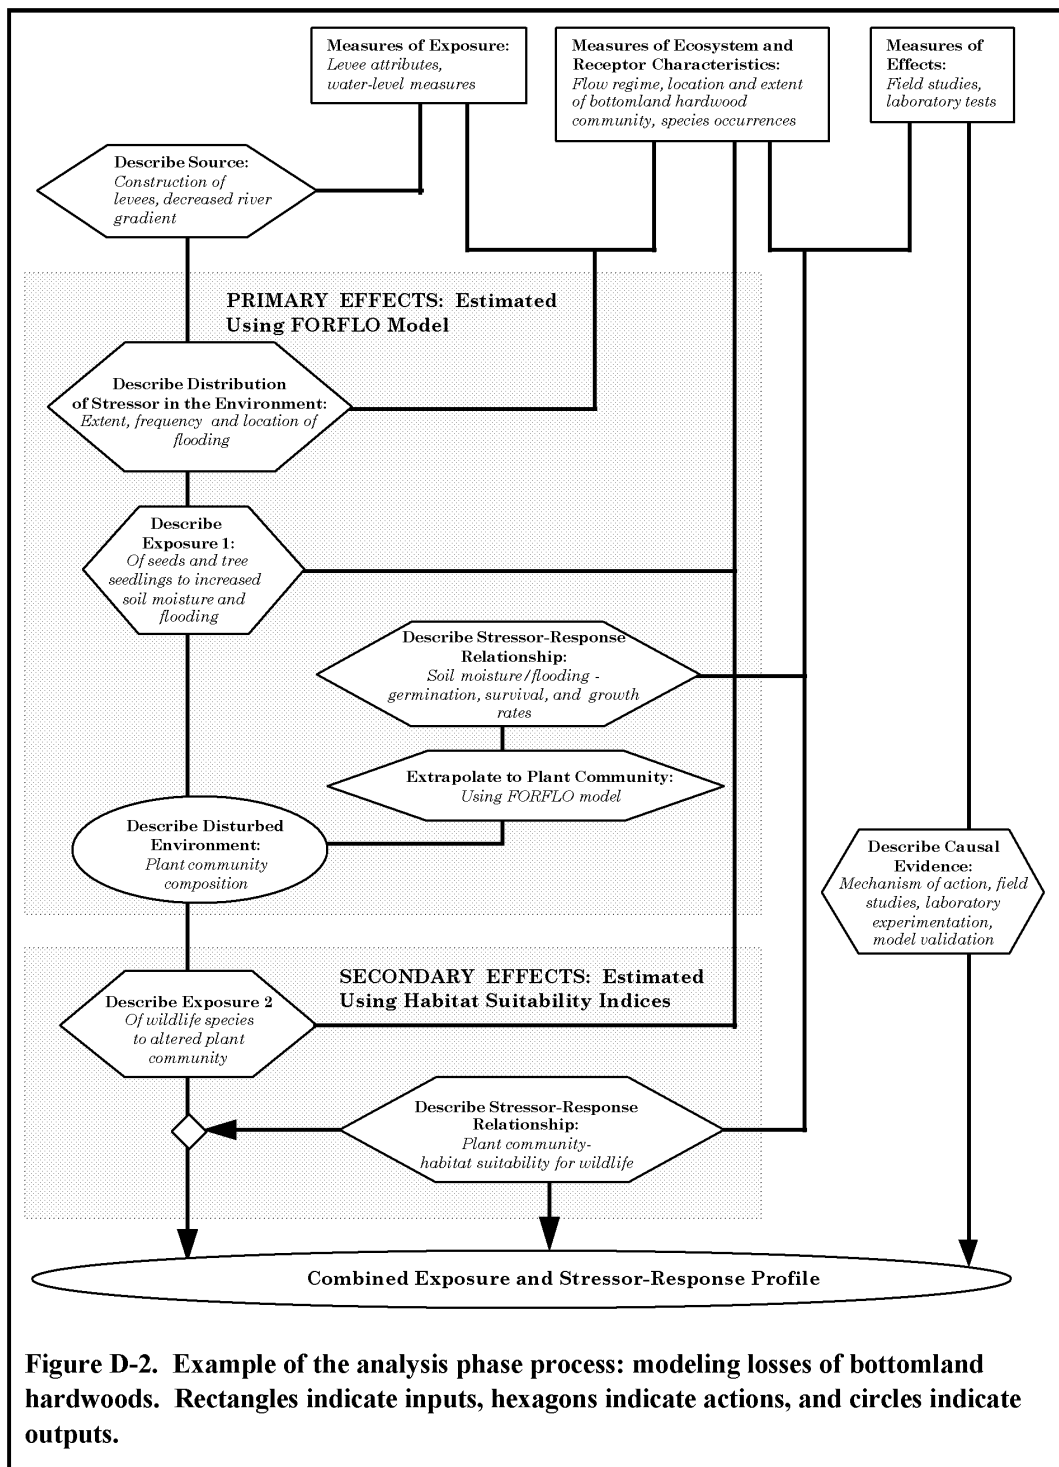 Measures of Exposure:
Levee attributes,
water-level measures
Measures of Ecosystem and
Receptor Characteristics:
Flow regime, location and extent
of bottomland hardwood
community, species occurrences
Measures of
Effects:
Field studies,
laboratory tests
Describe Source:
Construction of
levees, decreased river
gradient
PRIMARY EFFECTS: Estimated
Using FORFLO Model
Describe Distribution
of Stressor in the Environment:
Extent, frequency and location of
flooding
Describe
Exposure 1:
Of seeds and tree
seedlings to increased
soil moisture and
flooding
Describe Stressor-Response
Relationship:
Soil moisture/flooding -
germination, survival, and growth
rates
Extrapolate to Plant Community:
Using FORFLO model
Describe Disturbed
Environment:
Plant community
composition
Describe Causal
Evidence:
Mechanism of action, field
studies, laboratory
experimentation,
model validation
SECONDARY EFFECTS: Estimated
Using Habitat Suitability Indices
Describe Exposure 2
Of wildlife species
to altered plant
community
Describe Stressor-Response
Relationship:
Plant community-
habitat suitability for wildlife
Combined Exposure and Stressor-Response Profile
Figure D-2. Example of the analysis phase process: modeling losses of bottomland
hardwoods. Rectangles indicate inputs, hexagons indicate actions, and circles indicate
outputs.